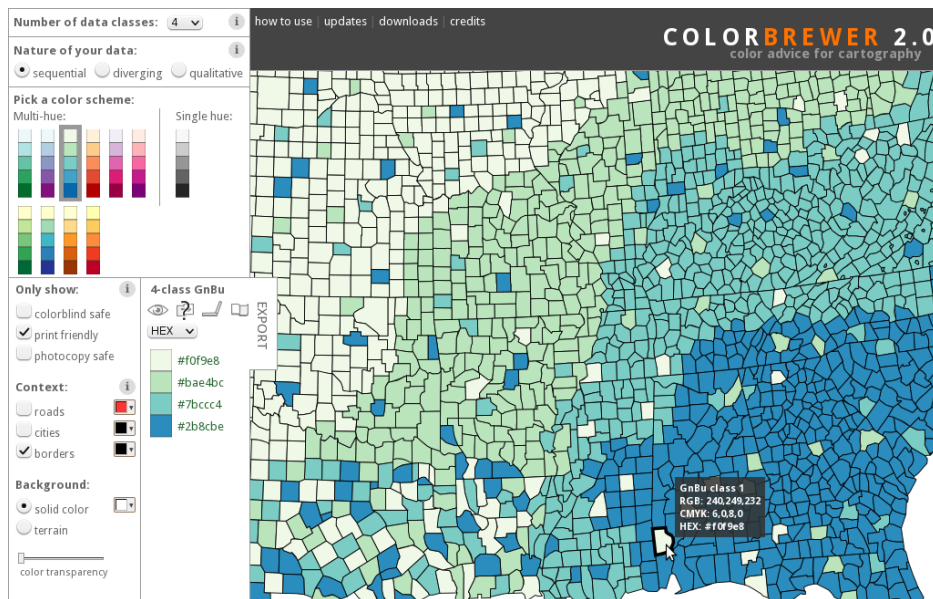 Number of data classes: 4 i
how to use | updates | downloads | credits
COLORBREWER 2.0
color advice for cartography
Nature of your data: i
sequential diverging qualitative
Pick a color scheme:
Multi-hue: Single hue:
Only show: i
colorblind safe
print friendly
photocopy safe
Context: i
roads
cities
borders
Background:
solid color
terrain
color transparency
4-class GnBu
?
HEX
EXPORT
#f0f9e8
#bae4bc
#7bccc4
#2b8cbe
GnBu class 1
RGB: 240,249,232
CMYK: 6,0,8,0
HEX: #f0f9e8